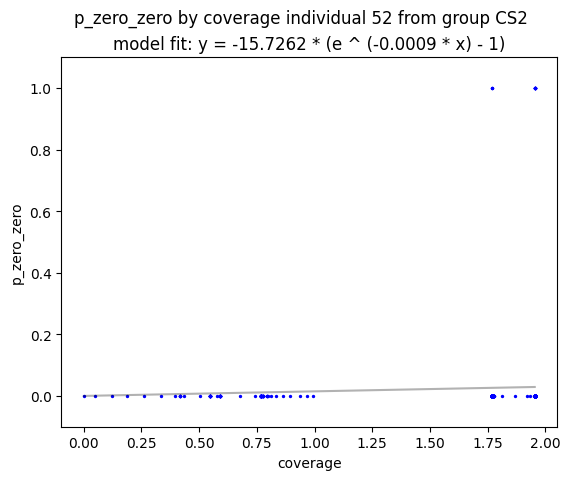 p_zero_zero by coverage individual 52 from group CS2
model fit: y = -15.7262 * (e ^ (-0.0009 * x) - 1)
1.0
0.8
0.6
0.4
0.2
0.0
p_zero_zero
0.00 0.25 0.50 0.75 1.00 1.25 1.50 1.75 2.00
coverage